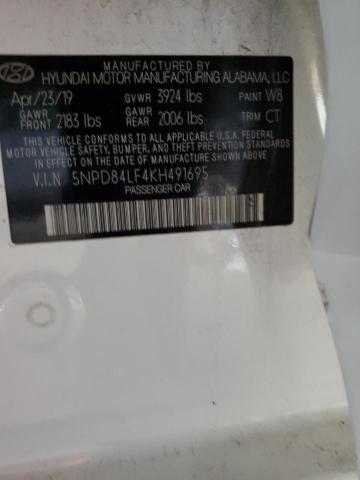 MANUFACTURED BY
HYUNDAI MOTOR MANUFACTURING ALABAMA, LLC
Apr/23/19 GVWR 3924 lbs PAINT W8
GAWR FRONT 2183 lbs GAWR REAR 2006 lbs TRIM CT
THIS VEHICLE CONFORMS TO ALL APPLICABLE U.S.A. FEDERAL
MOTOR VEHICLE SAFETY, BUMPER, AND THEFT PREVENTION
STANDARDS IN EFFECT ON THE DATE OF MANUFACTURE SHOWN ABOVE.
V.I.N 5NPD84LF4KH491695
PASSENGER CAR